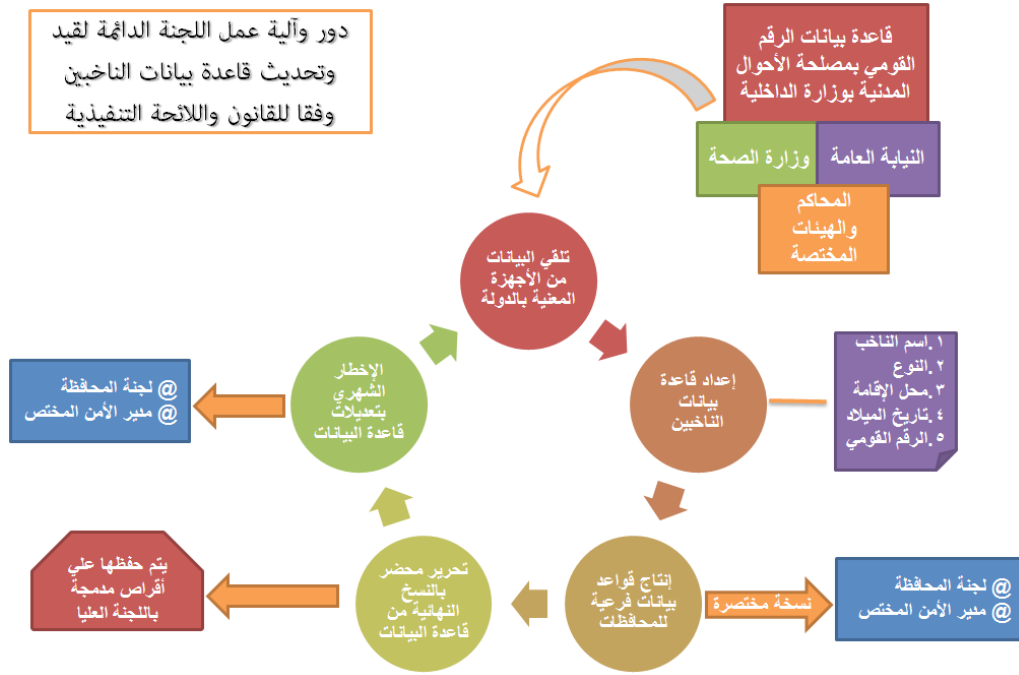 دور وآلية عمل اللجنة الدائمة لقيد
وتحديث قاعدة بيانات الناخبين
وفقا للقانون واللائحة التنفيذية
قاعدة بيانات الرقم
القومي بمصلحة الأحوال
المدنية بوزارة الداخلية
النيابة العامة
وزارة الصحة
المحاكم
والهيئات
المختصة
تلقي البيانات
من الأجهزة
المعنية بالدولة
إعداد قاعدة
بيانات
الناخبين
١.اسم الناخب
٢.النوع
٣.محل الإقامة
٤.تاريخ الميلاد
٥.الرقم القومي
إنتاج قواعد
بيانات فرعية
للمحافظات
نسخة مختصرة
@ لجنة المحافظة
@ مدير الأمن المختص
تحرير محضر
بالنسخ
النهائية من
قاعدة البيانات
يتم حفظها علي
أقراص مدمجة
باللجنة العليا
الإخطار
الشهري
بتعديلات
قاعدة البيانات
@ لجنة المحافظة
@ مدير الأمن المختص